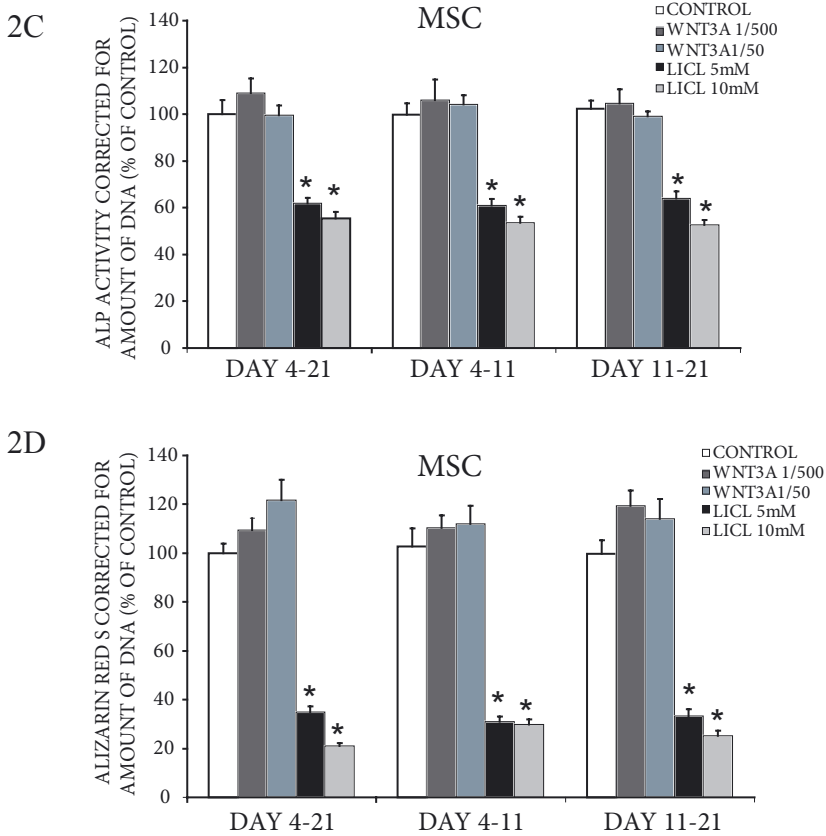 2C
MSC
CONTROL
WNT3A 1/500
WNT3A1/50
LICL 5mM
LICL 10mM
ALP ACTIVITY CORRECTED FOR
AMOUNT OF DNA (% OF CONTROL)
140
120
100
80
60
40
20
0
* *
* *
* *
DAY 4-21 DAY 4-11 DAY 11-21
2D
MSC
CONTROL
WNT3A 1/500
WNT3A1/50
LICL 5mM
LICL 10mM
ALIZARIN RED S CORRECTED FOR
AMOUNT OF DNA (% OF CONTROL)
140
120
100
80
60
40
20
0
* *
* *
* *
DAY 4-21 DAY 4-11 DAY 11-21